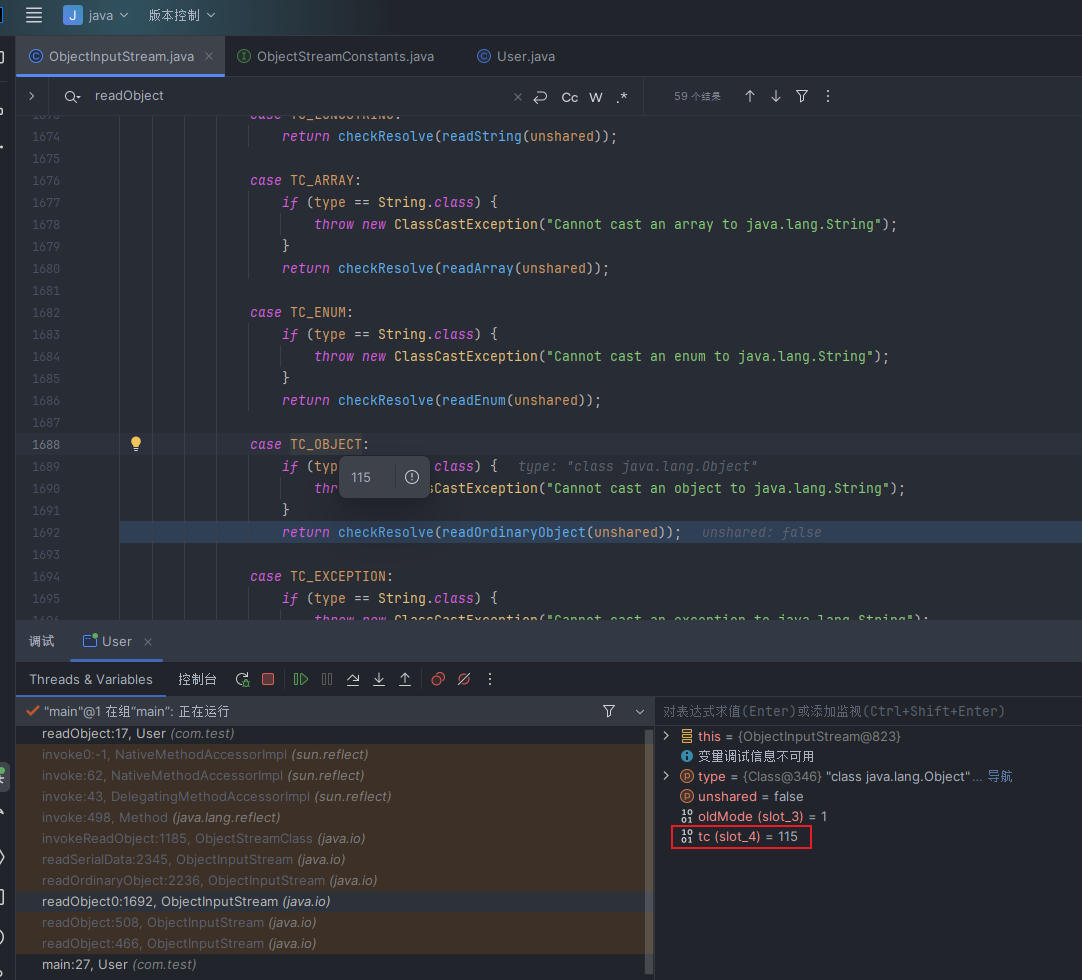 J java 版本控制
ObjectInputStream.java ObjectStreamConstants.java User.java
readObject Cc W .* 59 个结果
return checkResolve(readString(unshared));
1674
1675
1676 case TC_ARRAY:
1677 if (type == String.class) {
1678 throw new ClassCastException("Cannot cast an array to java.lang.String");
1679 }
1680 return checkResolve(readArray(unshared));
1681
1682 case TC_ENUM:
1683 if (type == String.class) {
1684 throw new ClassCastException("Cannot cast an enum to java.lang.String");
1685 }
1686 return checkResolve(readEnum(unshared));
1687
1688 case TC_OBJECT:
1689 if (typ class) { type: "class java.lang.Object"
115
1690 thr CastException("Cannot cast an object to java.lang.String");
1691 }
1692 return checkResolve(readOrdinaryObject(unshared)); unshared: false
1693
1694 case TC_EXCEPTION:
1695 if (type == String.class) {
throw new ClassCastException("Cannot cast an exception to java.lang.String");
调试 User
Threads & Variables 控制台
"main"@1 在组“main”: 正在运行
readObject:17, User (com.test)
invoke0:-1, NativeMethodAccessorImpl (sun.reflect)
invoke:62, NativeMethodAccessorImpl (sun.reflect)
invoke:43, DelegatingMethodAccessorImpl (sun.reflect)
invoke:498, Method (java.lang.reflect)
invokeReadObject:1185, ObjectStreamClass (java.io)
readSerialData:2345, ObjectInputStream (java.io)
readOrdinaryObject:2236, ObjectInputStream (java.io)
readObject0:1692, ObjectInputStream (java.io)
readObject:508, ObjectInputStream (java.io)
readObject:466, ObjectInputStream (java.io)
main:27, User (com.test)
对表达式求值(Enter)或添加监视(Ctrl+Shift+Enter)
this = {ObjectInputStream@823}
变量调试信息不可用
type = {Class@346} "class java.lang.Object"... 导航
unshared = false
oldMode (slot_3) = 1
tc (slot_4) = 115